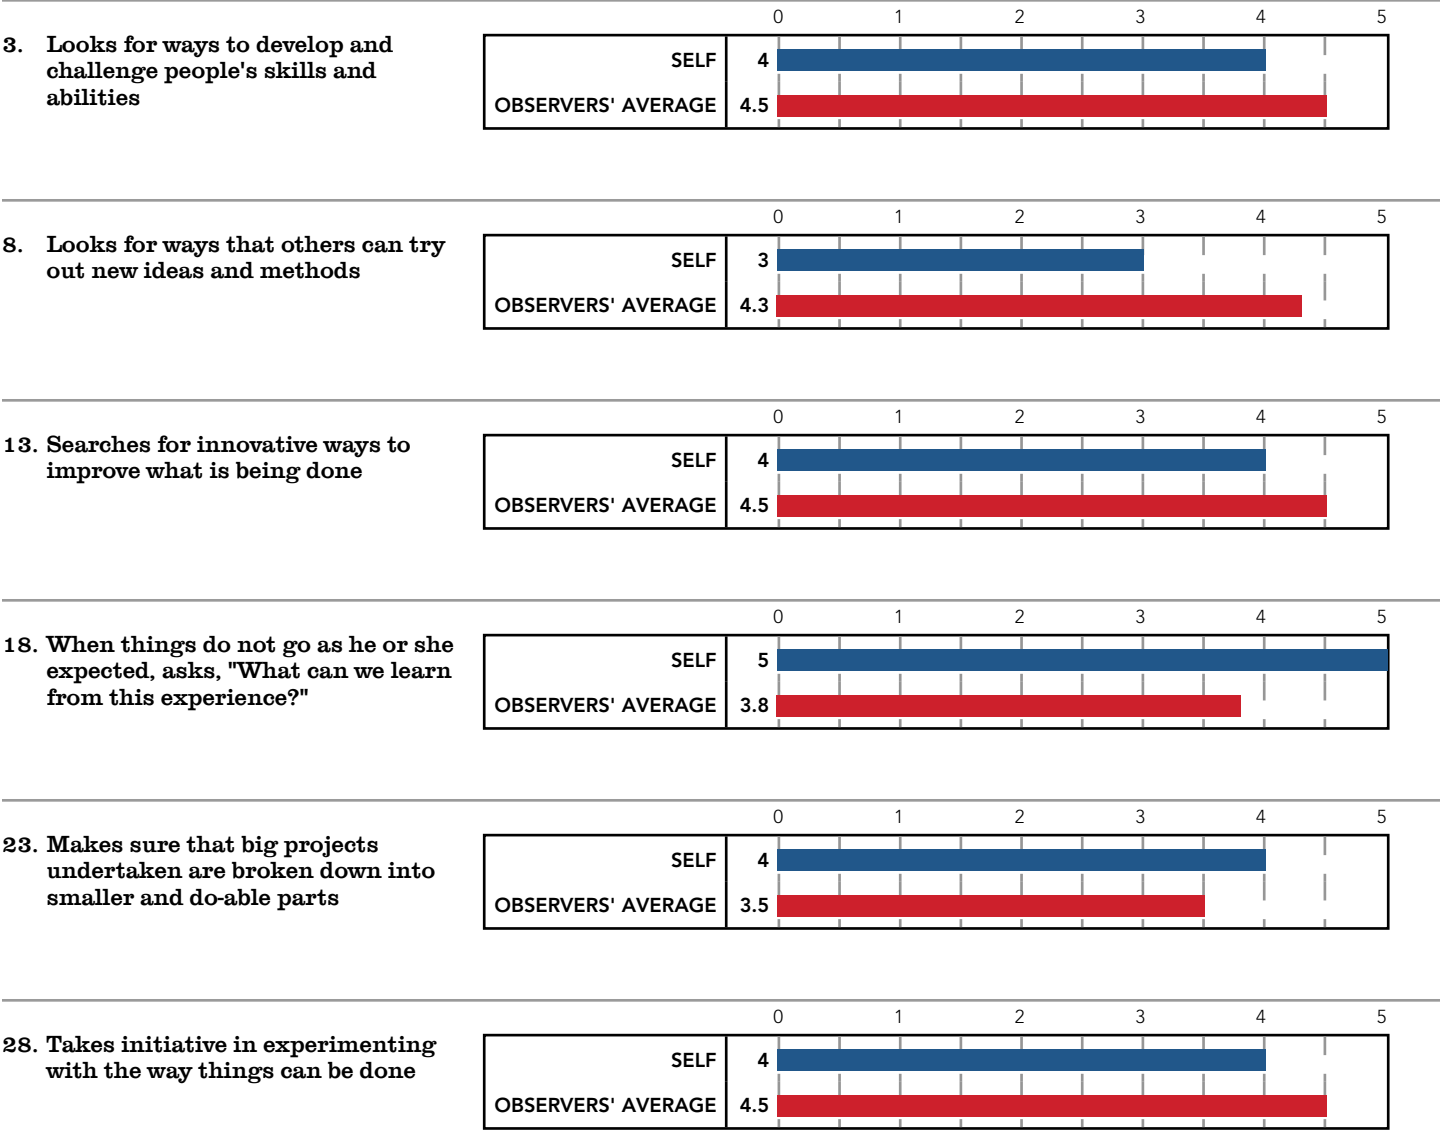 0 1 2 3 4 5
3. Looks for ways to develop and
challenge people's skills and
abilities
SELF 4
OBSERVERS' AVERAGE 4.5
0 1 2 3 4 5
8. Looks for ways that others can try
out new ideas and methods
SELF 3
OBSERVERS' AVERAGE 4.3
0 1 2 3 4 5
13. Searches for innovative ways to
improve what is being done
SELF 4
OBSERVERS' AVERAGE 4.5
0 1 2 3 4 5
18. When things do not go as he or she
expected, asks, "What can we learn
from this experience?"
SELF 5
OBSERVERS' AVERAGE 3.8
0 1 2 3 4 5
23. Makes sure that big projects
undertaken are broken down into
smaller and do-able parts
SELF 4
OBSERVERS' AVERAGE 3.5
0 1 2 3 4 5
28. Takes initiative in experimenting
with the way things can be done
SELF 4
OBSERVERS' AVERAGE 4.5